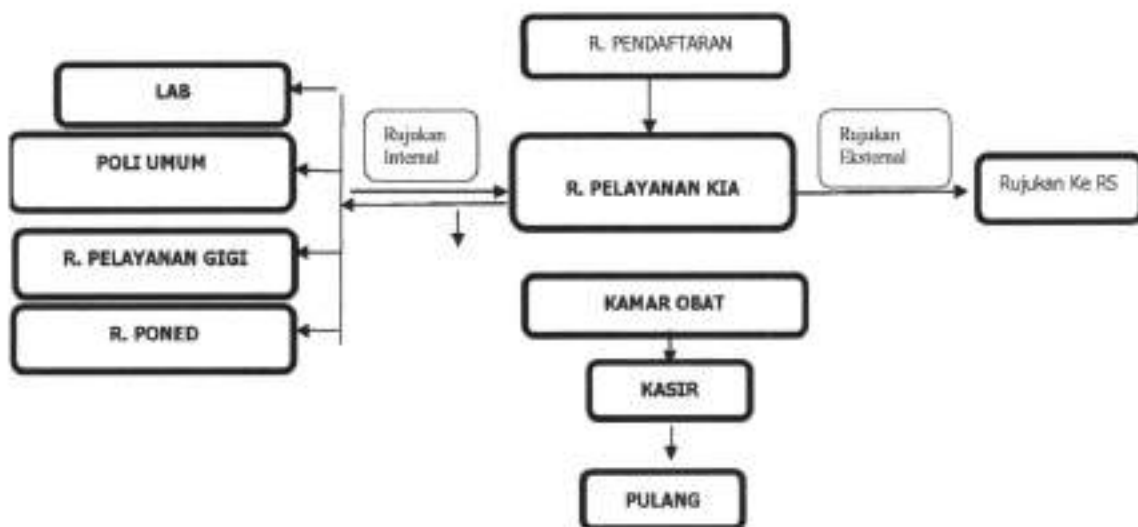 R. PENDAFTARAN
LAB
Rujukan
Internal
Rujukan
Eksternal
POLI UMUM
R. PELAYANAN KIA
Rujukan Ke RS
R. PELAYANAN GIGI
KAMAR OBAT
R. PONED
KASIR
PULANG